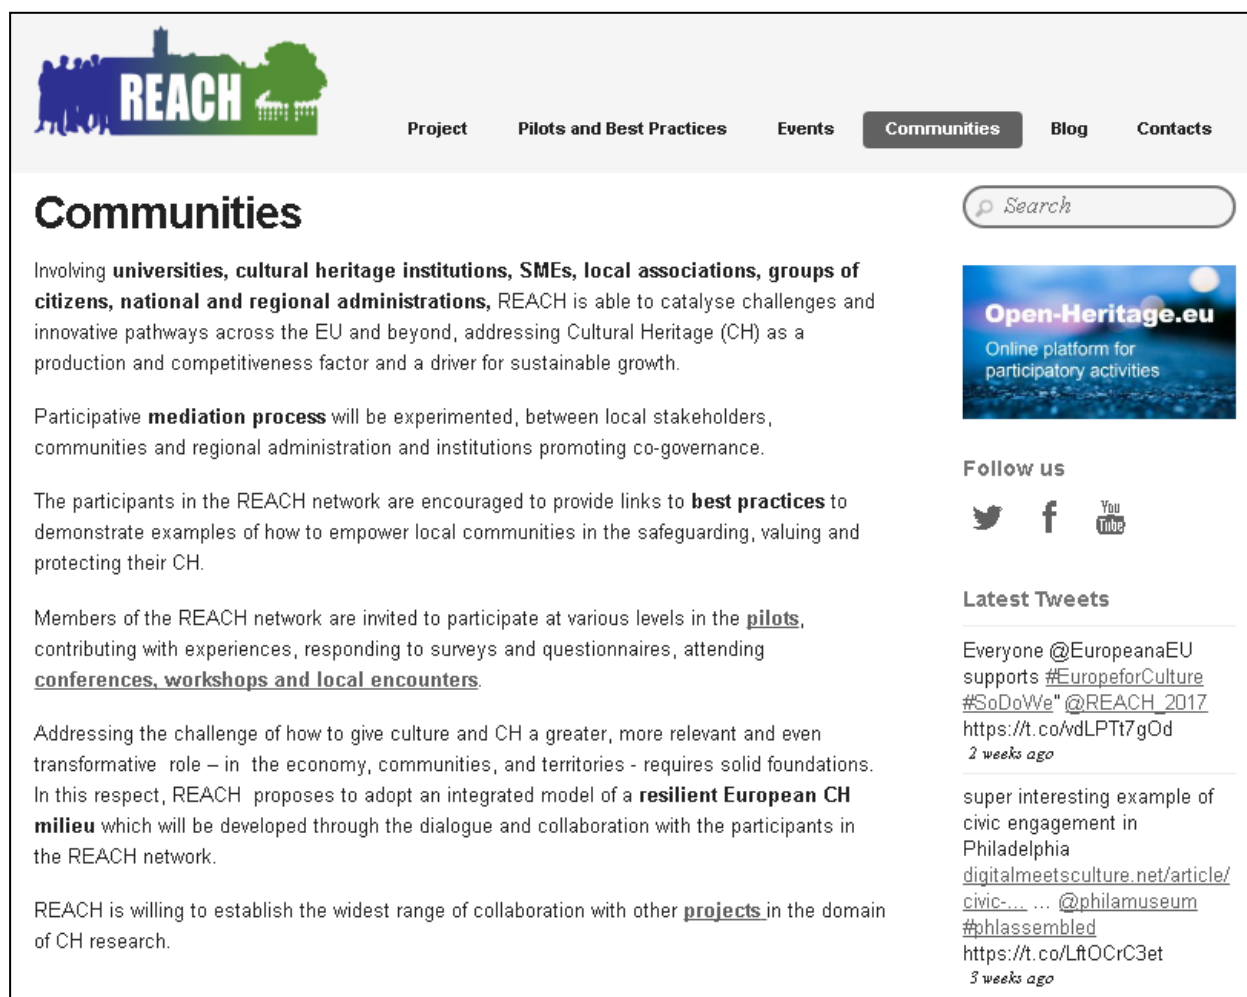 REACH
Project
Pilots and Best Practices
Events
Communities
Blog
Contacts
Communities
Involving universities, cultural heritage institutions, SMEs, local associations, groups of
citizens, national and regional administrations, REACH is able to catalyse challenges and
innovative pathways across the EU and beyond, addressing Cultural Heritage (CH) as a
production and competitiveness factor and a driver for sustainable growth.
Participative mediation process will be experimented, between local stakeholders,
communities and regional administration and institutions promoting co-governance.
The participants in the REACH network are encouraged to provide links to best practices to
demonstrate examples of how to empower local communities in the safeguarding, valuing and
protecting their CH.
Members of the REACH network are invited to participate at various levels in the pilots,
contributing with experiences, responding to surveys and questionnaires, attending
conferences, workshops and local encounters.
Addressing the challenge of how to give culture and CH a greater, more relevant and even
transformative  role – in  the economy, communities, and territories - requires solid foundations.
In this respect, REACH  proposes to adopt an integrated model of a resilient European CH
milieu which will be developed through the dialogue and collaboration with the participants in
the REACH network.
REACH is willing to establish the widest range of collaboration with other projects in the domain
of CH research.
Search
Open-Heritage.eu
Online platform for
participatory activities
Follow us
You
Tube
Latest Tweets
Everyone @EuropeanaEU
supports #EuropeforCulture
#SoDoWe" @REACH_2017
https://t.co/vdLPTt7gOd
2 weeks ago
super interesting example of
civic engagement in
Philadelphia
digitalmeetsculture.net/article/
civic-… … @philamuseum
#phlassembled
https://t.co/LftOCrC3et
3 weeks ago